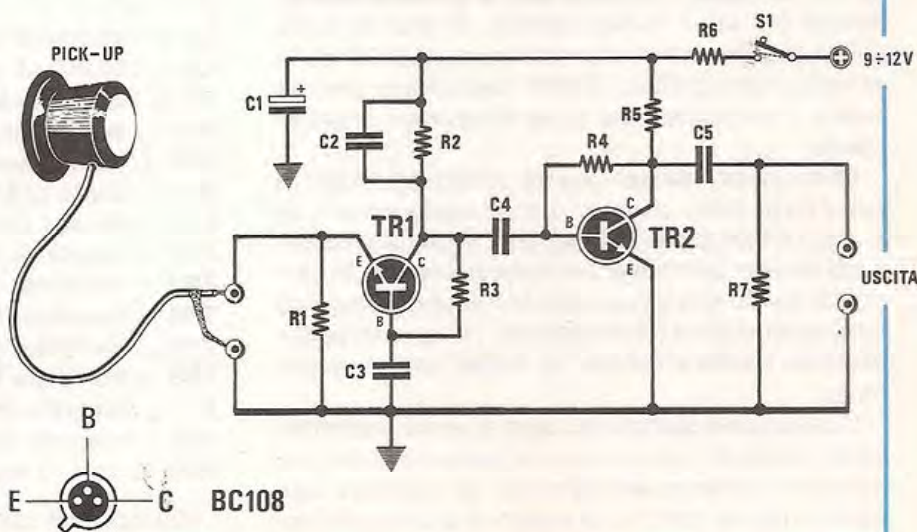 PICK-UP
R6
S1
9÷12V
C1
+
C2
R2
R5
R4
C5
C4
TR1
TR2
E
C
B
B
C
E
R3
R1
R7
USCITA
C3
B
E
C
BC108